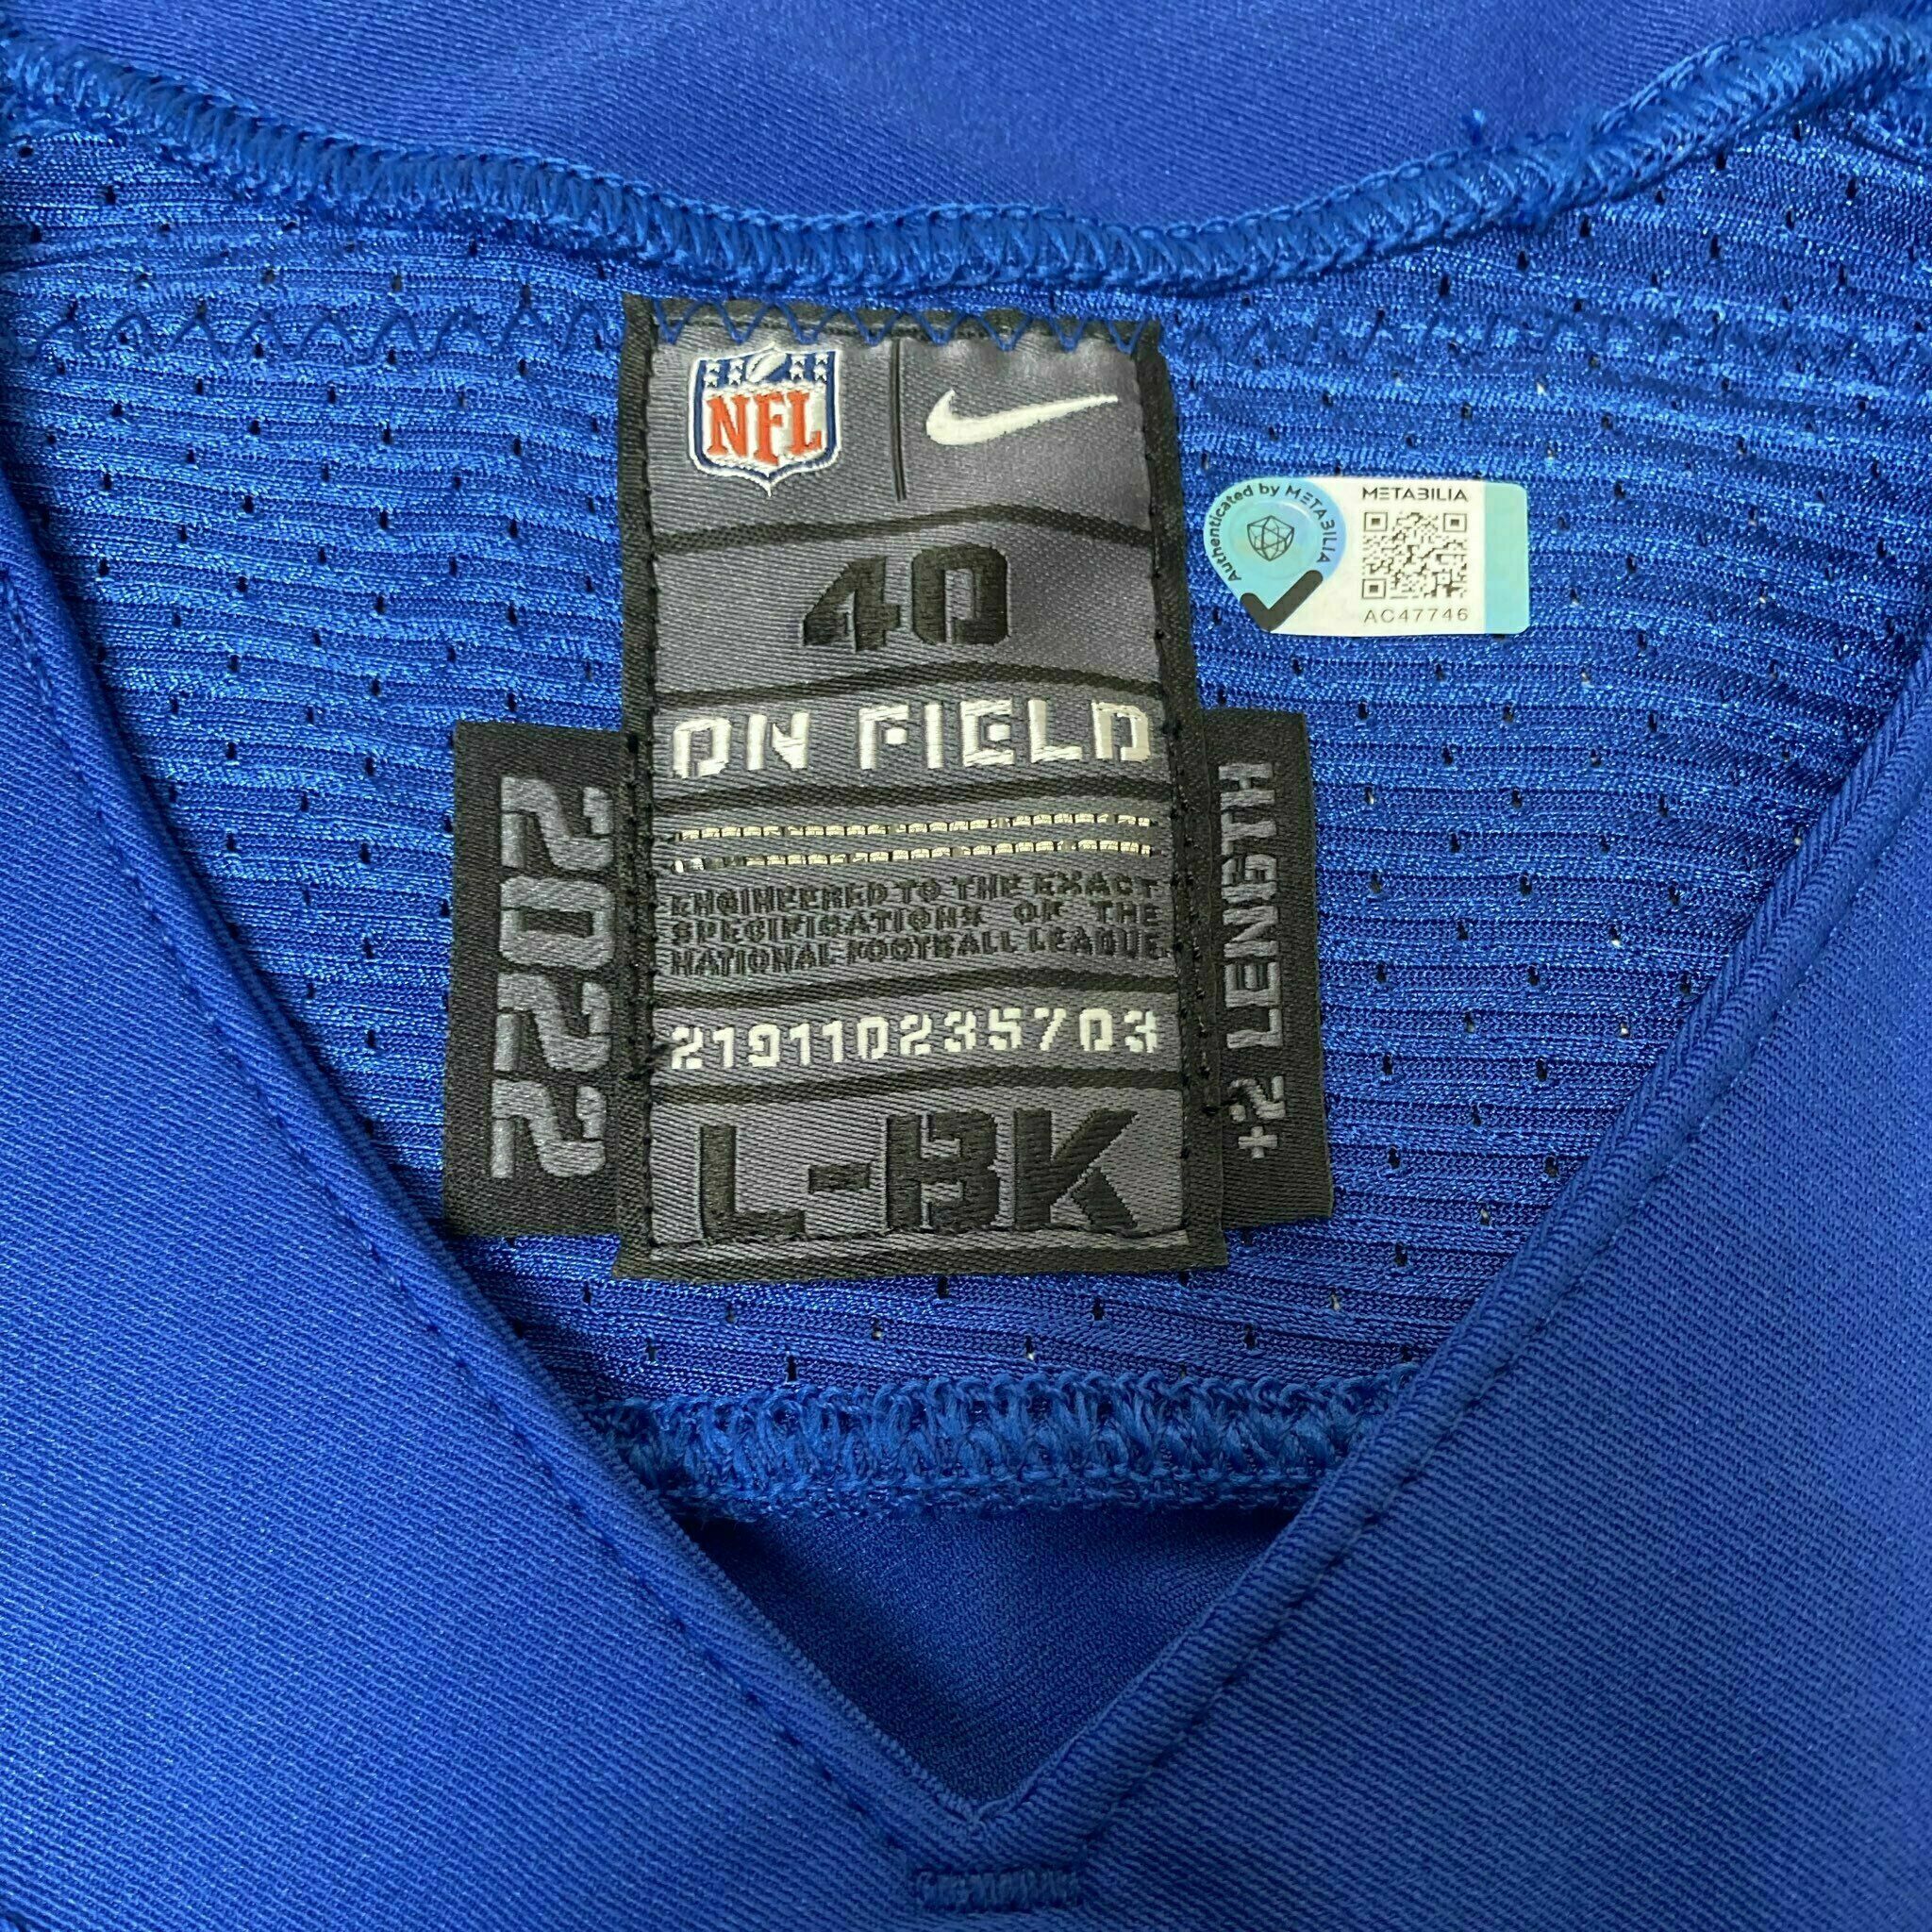 NFL
40
ON FIELD
ENGINEERED TO THE EXACT
SPECIFICATIONS OF THE
NATIONAL FOOTBALL LEAGUE.
219110235703
L-BK
2022
+2 LENGTH
Authenticated by METABILIA
METABILIA
AC47746